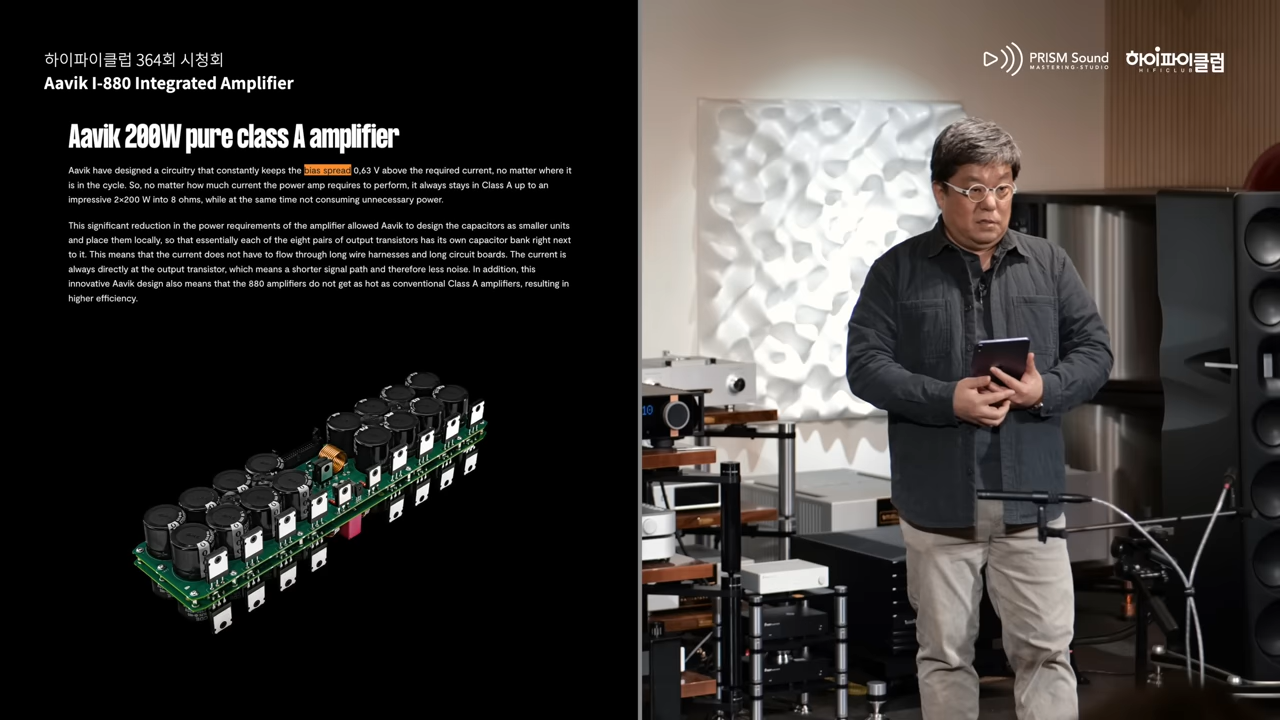 하이파이클럽 364회 시청회
Aavik I-880 Integrated Amplifier
Aavik 200W pure class A amplifier
Aavik have designed a circuitry that constantly keeps the bias spread 0,63 V above the required current, no matter where it
is in the cycle. So, no matter how much current the power amp requires to perform, it always stays in Class A up to an
impressive 2×200 W into 8 ohms, while at the same time not consuming unnecessary power.
This significant reduction in the power requirements of the amplifier allowed Aavik to design the capacitors as smaller units
and place them locally, so that essentially each of the eight pairs of output transistors has its own capacitor bank right next
to it. This means that the current does not have to flow through long wire harnesses and long circuit boards. The current is
always directly at the output transistor, which means a shorter signal path and therefore less noise. In addition, this
innovative Aavik design also means that the 880 amplifiers do not get as hot as conventional Class A amplifiers, resulting in
higher efficiency.
PRISM Sound
MASTERING-STUDIO
하이파이클럽
HIFICLUB
10